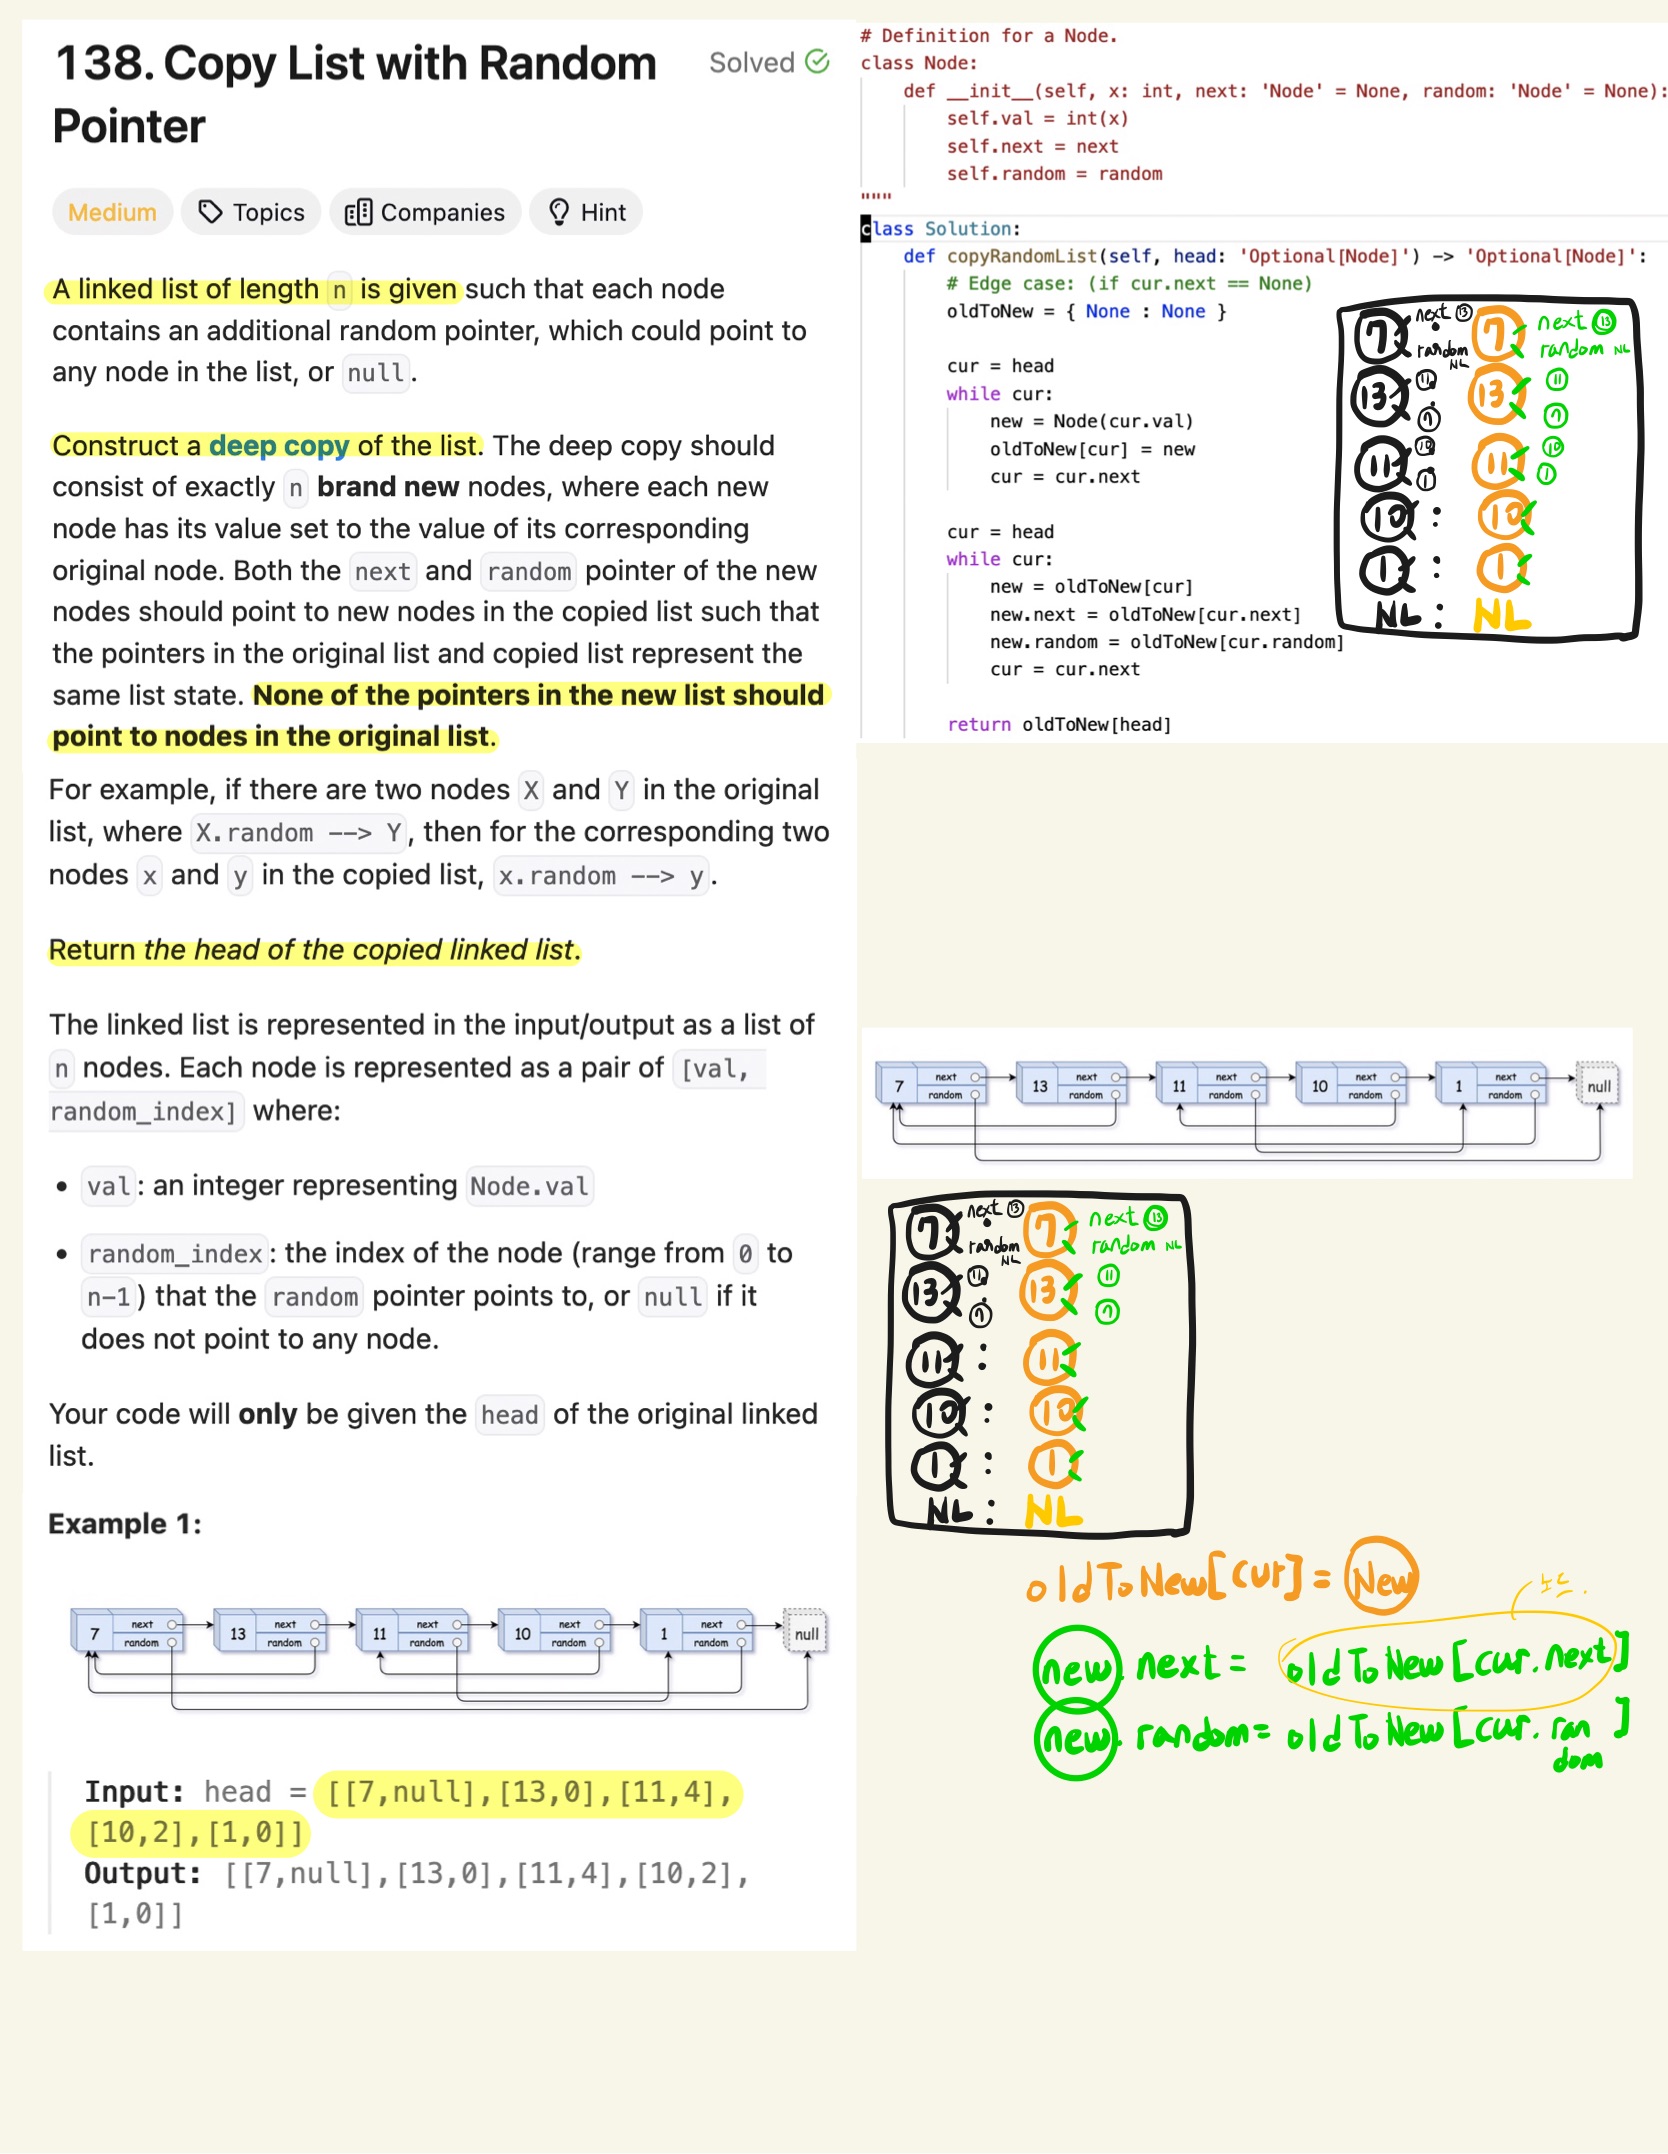 138. Copy List with Random
Pointer
Solved
Medium
Topics
Companies
Hint
A linked list of length n is given such that each node
contains an additional random pointer, which could point to
any node in the list, or null.
Construct a deep copy of the list. The deep copy should
consist of exactly n brand new nodes, where each new
node has its value set to the value of its corresponding
original node. Both the next and random pointer of the new
nodes should point to new nodes in the copied list such that
the pointers in the original list and copied list represent the
same list state. None of the pointers in the new list should
point to nodes in the original list.
For example, if there are two nodes X and Y in the original
list, where X.random --> Y, then for the corresponding two
nodes x and y in the copied list, x.random --> y.
Return the head of the copied linked list.
The linked list is represented in the input/output as a list of
n nodes. Each node is represented as a pair of [val,
random_index] where:
• val: an integer representing Node.val
• random_index: the index of the node (range from 0 to
n-1) that the random pointer points to, or null if it
does not point to any node.
Your code will only be given the head of the original linked
list.
Example 1:
7 next random 13 next random 11 next random 10 next random 1 next random null
Input: head = [[7,null],[13,0],[11,4],
[10,2],[1,0]]
Output: [[7,null],[13,0],[11,4],[10,2],
[1,0]]
# Definition for a Node.
class Node:
def __init__(self, x: int, next: 'Node' = None, random: 'Node' = None):
self.val = int(x)
self.next = next
self.random = random
"""
class Solution:
def copyRandomList(self, head: 'Optional[Node]') -> 'Optional[Node]':
# Edge case: (if cur.next == None)
oldToNew = { None : None }
cur = head
while cur:
new = Node(cur.val)
oldToNew[cur] = new
cur = cur.next
cur = head
while cur:
new = oldToNew[cur]
new.next = oldToNew[cur.next]
new.random = oldToNew[cur.random]
cur = cur.next
return oldToNew[head]
7 next 13 random NL : 7 next 13 random NL
13 11 7 : 13 11 7
11 10 1 11 10 1
10 : 10
1 : 1
NL : NL
7 next random 13 next random 11 next random 10 next random 1 next random null
7 next 13 random NL : 7 next 13 random NL
13 11 7 : 13 11 7
11 : 11
10 : 10
1 : 1
NL : NL
oldToNew[cur] = New
new. next = oldToNew[cur.next]
new. random = oldToNew[cur.random]